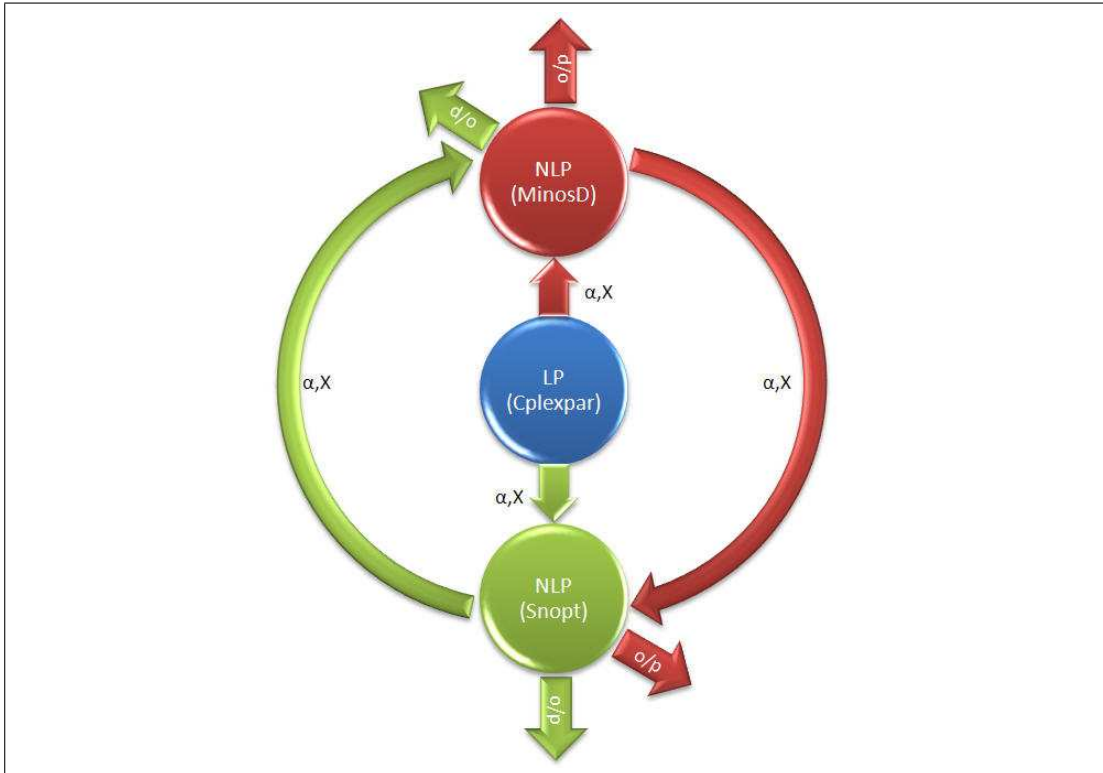 o/p
o/p
NLP
(MinosD)
α,X
LP
(Cplexpar)
α,X
α,X
α,X
NLP
(Snopt)
o/p
o/p